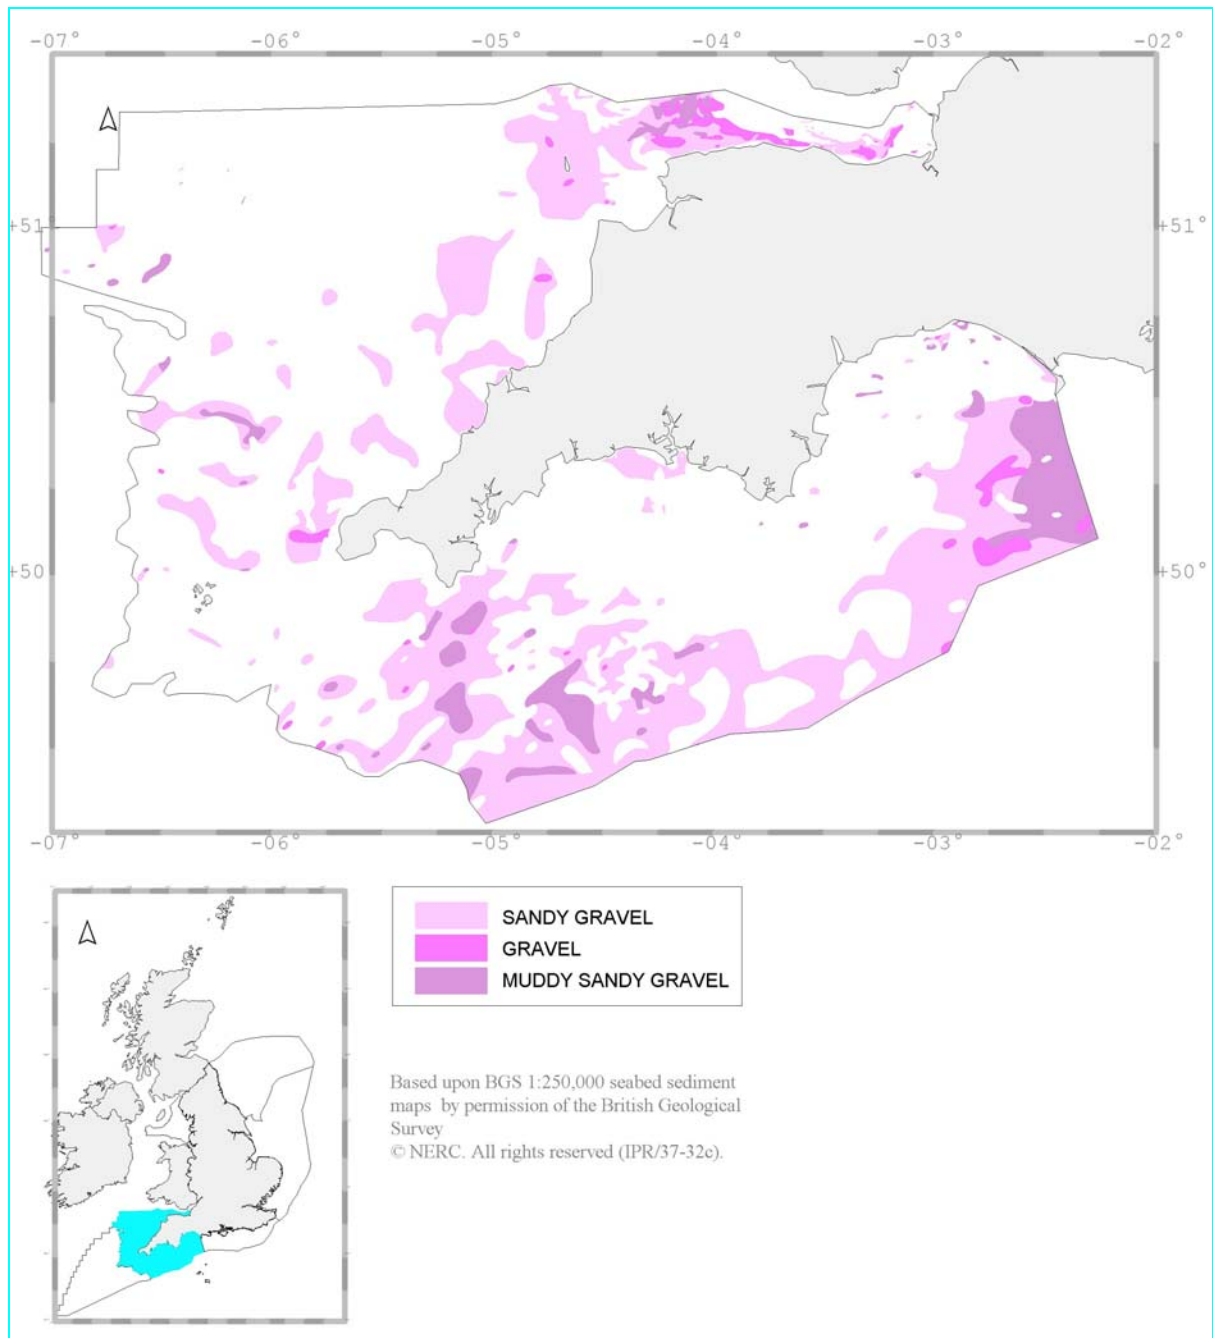 -07° -06° -05° -04° -03° -02°
+51 +51°
+50 +50°
-07° -06° -05° -04° -03° -02°
SANDY GRAVEL
GRAVEL
MUDDY SANDY GRAVEL
Based upon BGS 1:250,000 seabed sediment
maps by permission of the British Geological
Survey
© NERC. All rights reserved (IPR/37-32c).